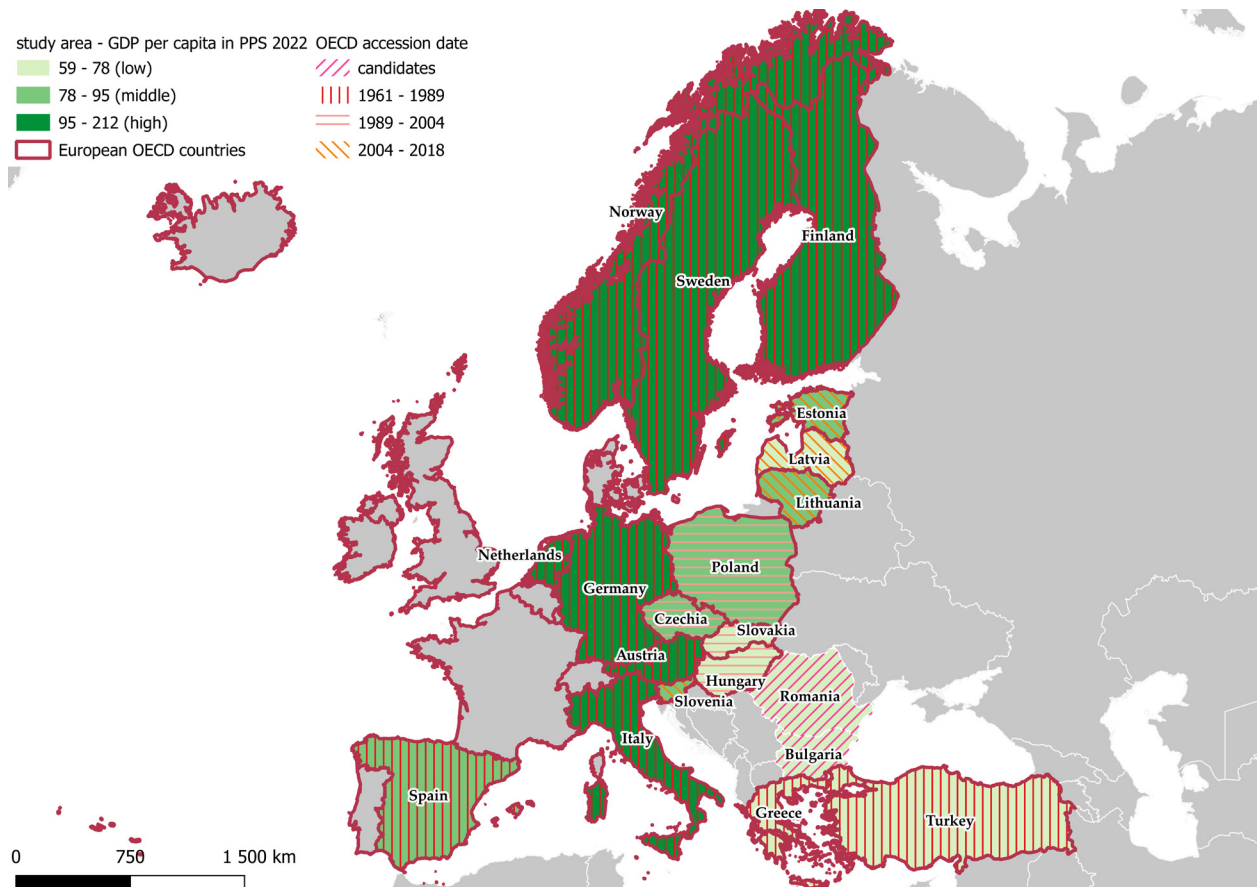 study area - GDP per capita in PPS 2022
59 - 78 (low)
78 - 95 (middle)
95 - 212 (high)
European OECD countries
OECD accession date
candidates
1961 - 1989
1989 - 2004
2004 - 2018
Norway
Finland
Sweden
Estonia
Latvia
Lithuania
Netherlands
Poland
Germany
Czechia
Slovakia
Austria
Hungary
Romania
Slovenia
Italy
Bulgaria
Spain
Greece
Turkey
0 750 1 500 km